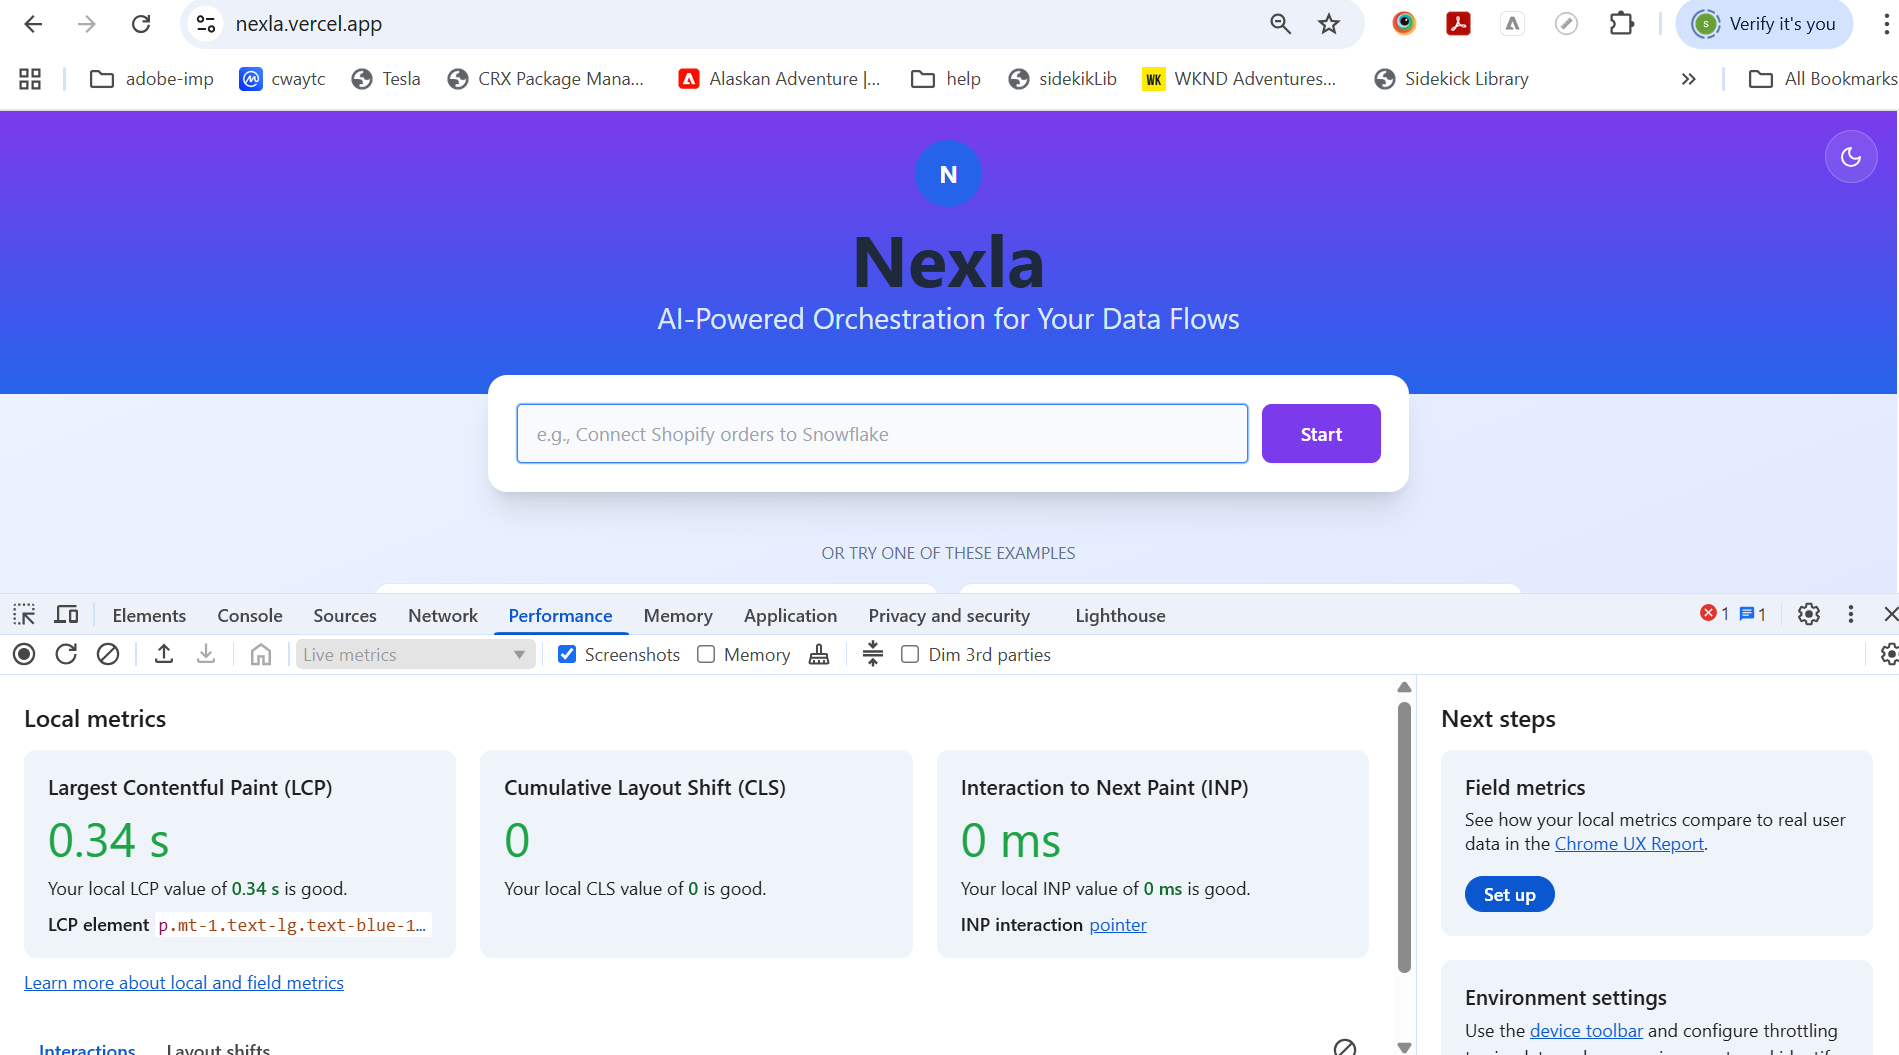 nexla.vercel.app
Verify it's you
adobe-imp
cwaytc
Tesla
CRX Package Mana...
Alaskan Adventure |...
help
sidekikLib
WK
WKND Adventures...
Sidekick Library
All Bookmarks
N
Nexla
AI-Powered Orchestration for Your Data Flows
e.g., Connect Shopify orders to Snowflake
Start
OR TRY ONE OF THESE EXAMPLES
Elements
Console
Sources
Network
Performance
Memory
Application
Privacy and security
Lighthouse
1
1
Live metrics
Screenshots
Memory
Dim 3rd parties
Local metrics
Largest Contentful Paint (LCP)
0.34 s
Your local LCP value of 0.34 s is good.
LCP element p.mt-1.text-lg.text-blue-1...
Cumulative Layout Shift (CLS)
0
Your local CLS value of 0 is good.
Interaction to Next Paint (INP)
0 ms
Your local INP value of 0 ms is good.
INP interaction pointer
Learn more about local and field metrics
Interactions
Layout shifts
Next steps
Field metrics
See how your local metrics compare to real user
data in the Chrome UX Report.
Set up
Environment settings
Use the device toolbar and configure throttling